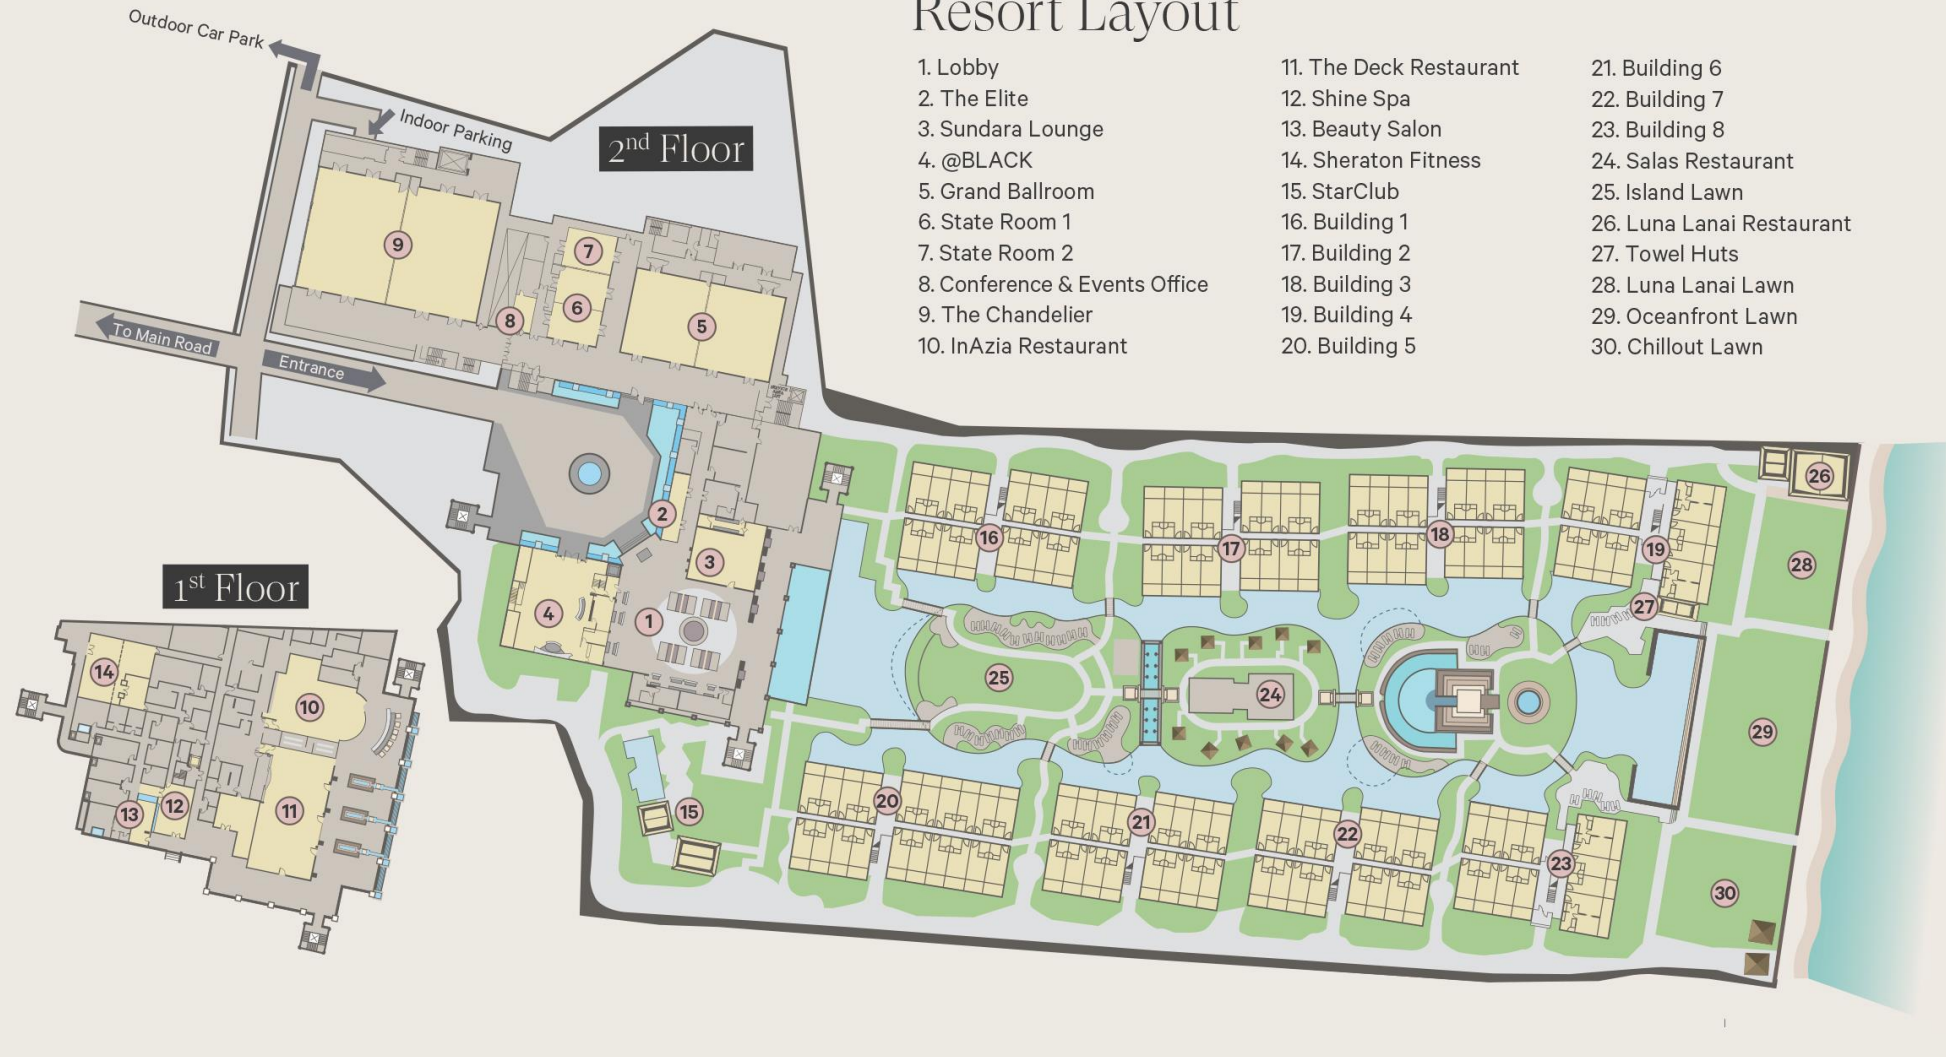 Resort Layout
1. Lobby
2. The Elite
3. Sundara Lounge
4. @BLACK
5. Grand Ballroom
6. State Room 1
7. State Room 2
8. Conference & Events Office
9. The Chandelier
10. InAzia Restaurant
11. The Deck Restaurant
12. Shine Spa
13. Beauty Salon
14. Sheraton Fitness
15. StarClub
16. Building 1
17. Building 2
18. Building 3
19. Building 4
20. Building 5
21. Building 6
22. Building 7
23. Building 8
24. Salas Restaurant
25. Island Lawn
26. Luna Lanai Restaurant
27. Towel Huts
28. Luna Lanai Lawn
29. Oceanfront Lawn
30. Chillout Lawn
Outdoor Car Park
Indoor Parking
2nd Floor
9
7
6
8
5
To Main Road
Entrance
2
3
4
1
1st Floor
14
10
13
12
11
15
16
17
18
19
26
28
27
25
24
29
20
21
22
23
30